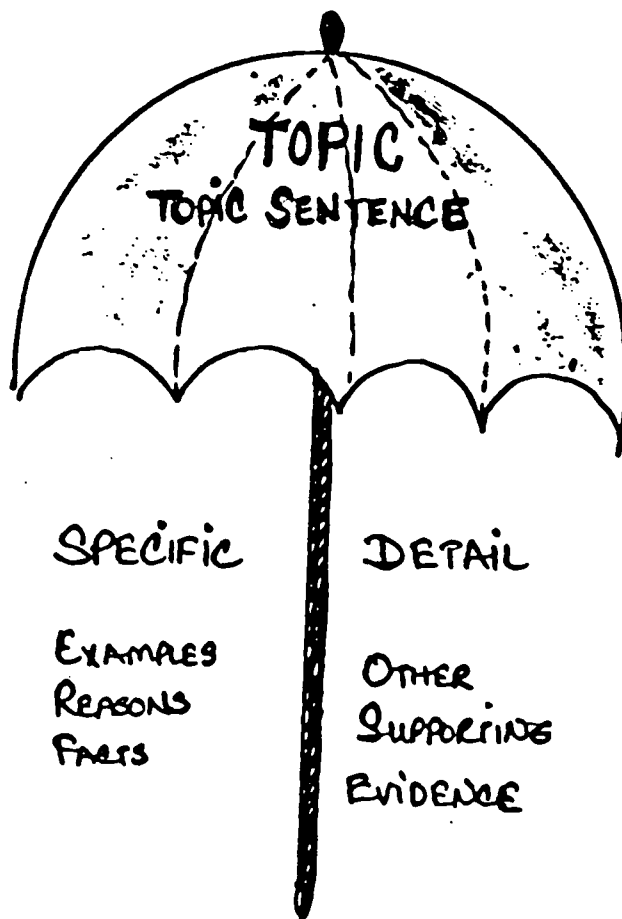 TOPIC
TOPIC SENTENCE
SPECIFIC DETAIL
EXAMPLES
REASONS
FACTS
OTHER
SUPPORTING
EVIDENCE